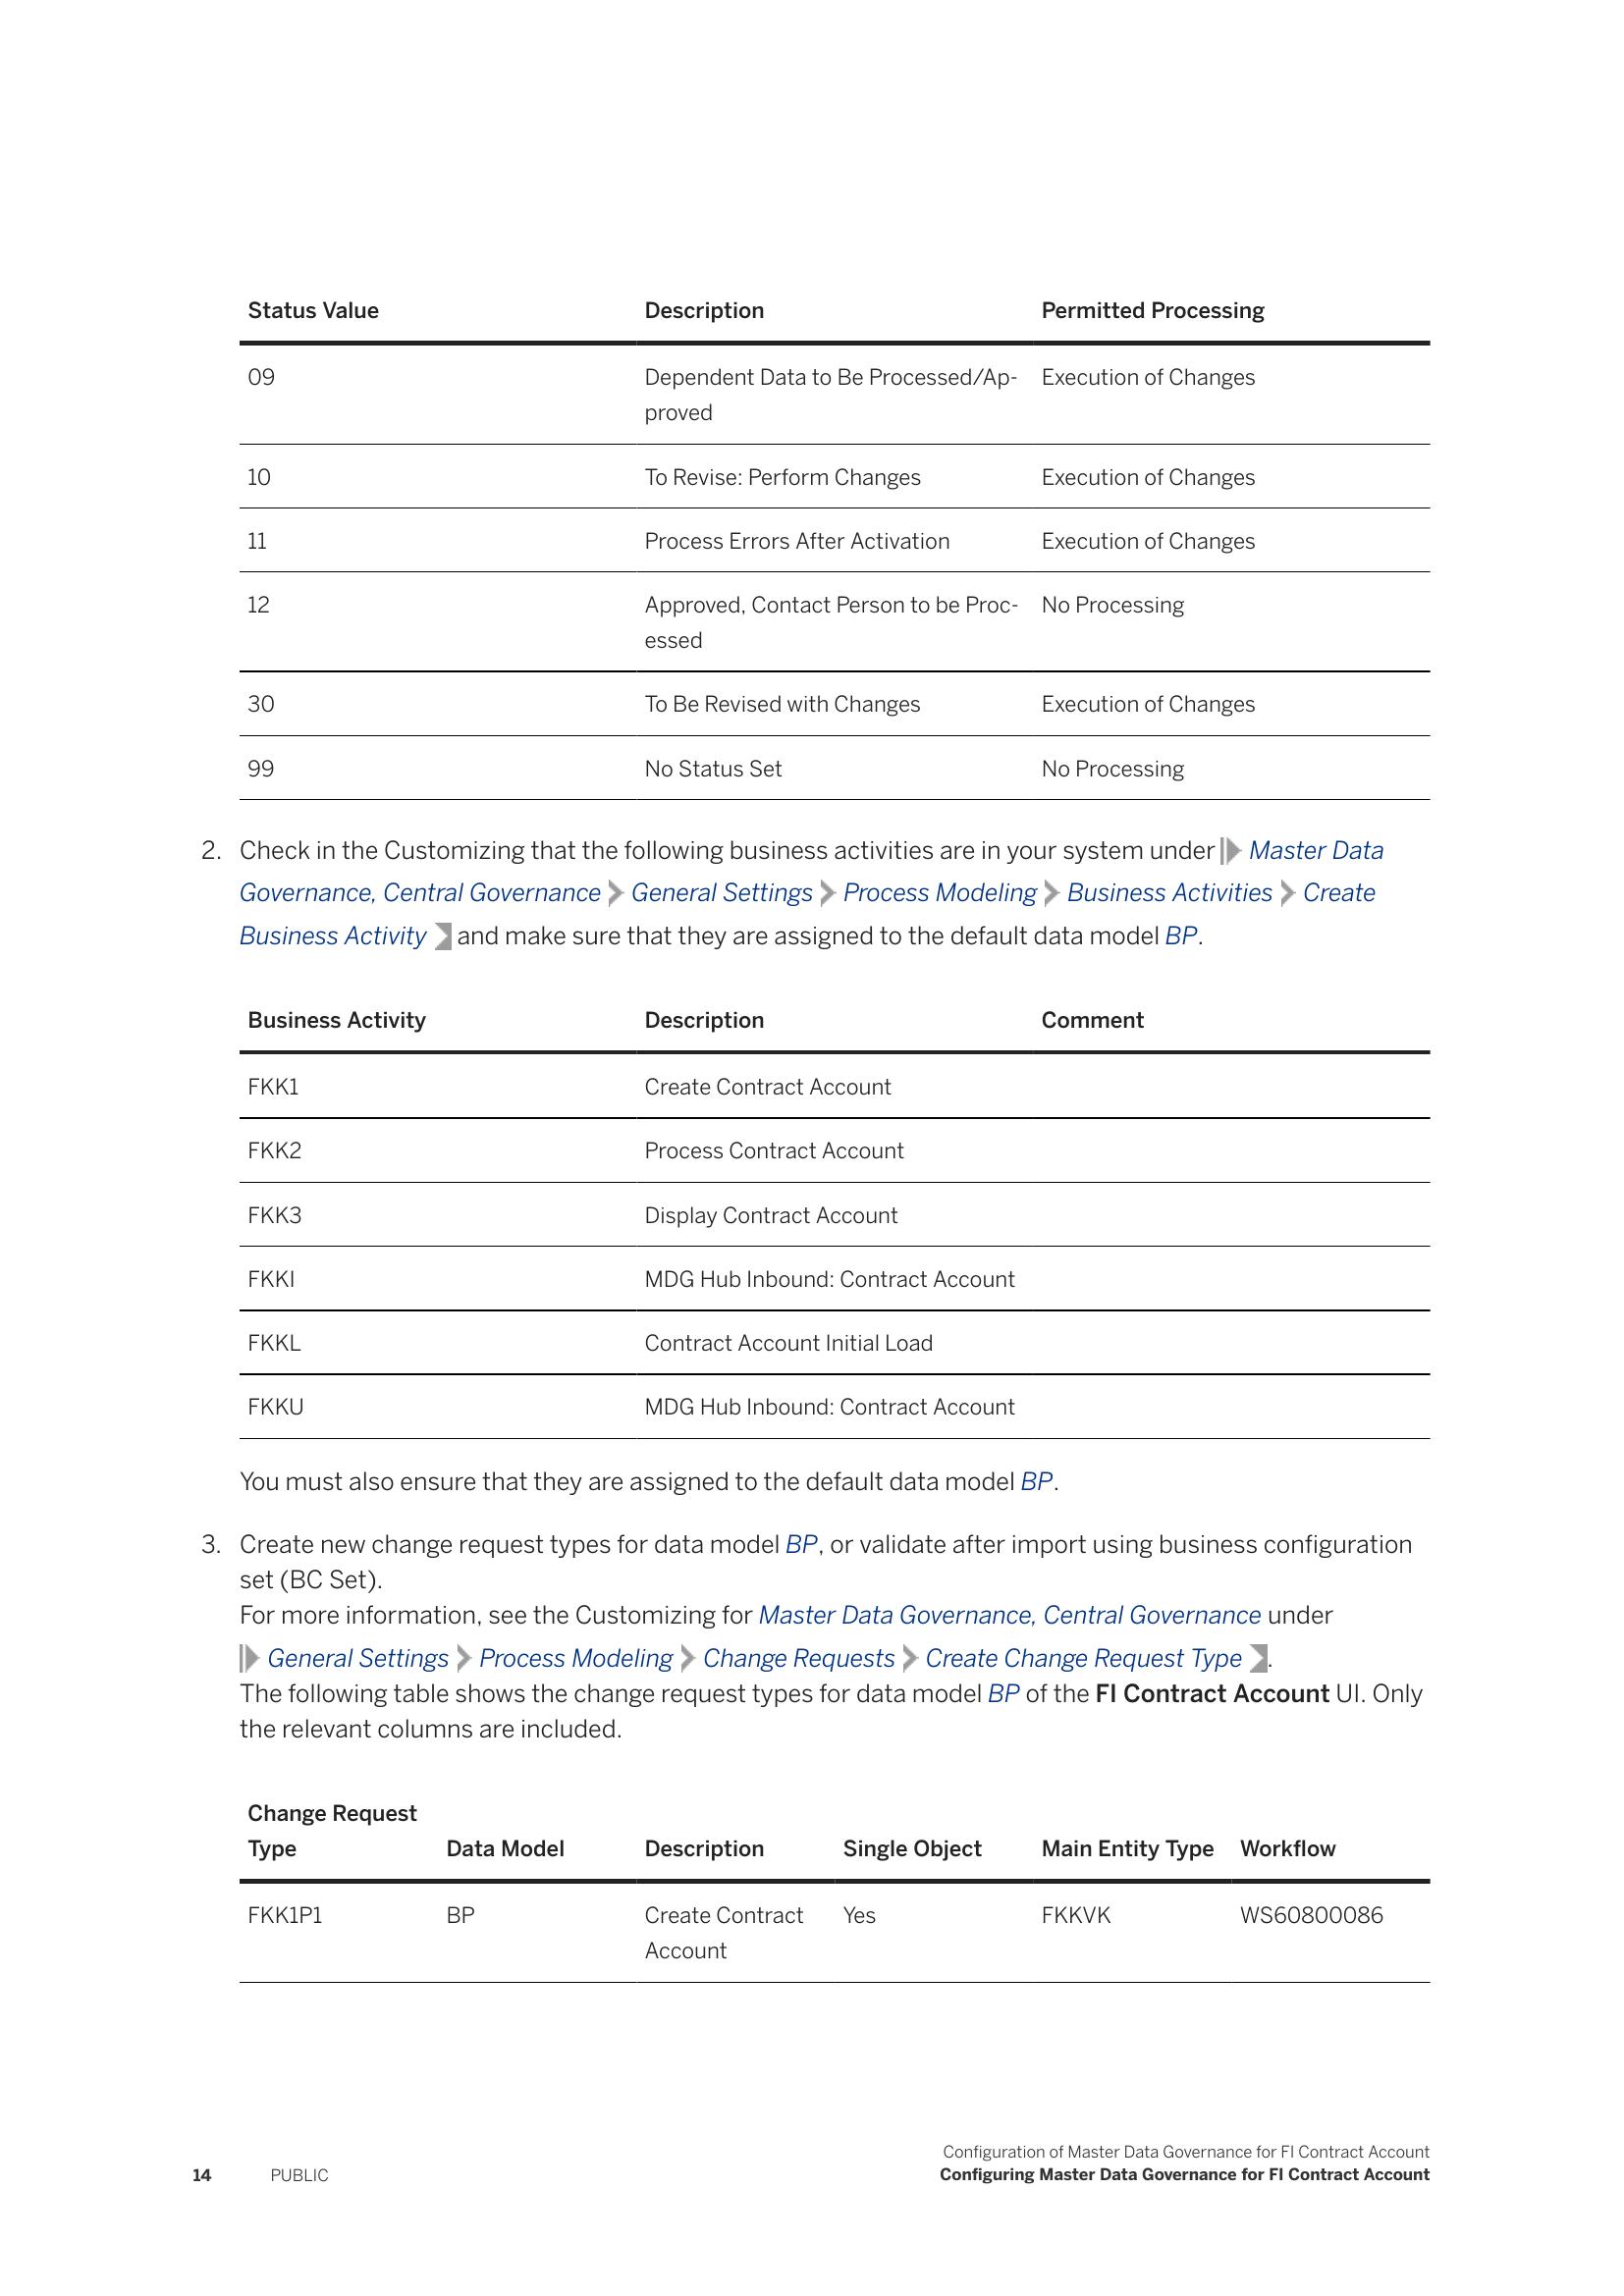 Status Value Description Permitted Processing
09 Dependent Data to Be Processed/Ap- Execution of Changes
proved
10 To Revise: Perform Changes Execution of Changes
11 Process Errors After Activation Execution of Changes
12 Approved, Contact Person to be Proc- No Processing
essed
30 To Be Revised with Changes Execution of Changes
99 No Status Set No Processing
2. Check in the Customizing that the following business activities are in your system under Master Data
Governance, Central Governance General Settings Process Modeling Business Activities Create
Business Activity and make sure that they are assigned to the default data model BP.
Business Activity Description Comment
FKK1 Create Contract Account
FKK2 Process Contract Account
FKK3 Display Contract Account
FKKI MDG Hub Inbound: Contract Account
FKKL Contract Account Initial Load
FKKU MDG Hub Inbound: Contract Account
You must also ensure that they are assigned to the default data model BP.
3. Create new change request types for data model BP, or validate after import using business configuration
set (BC Set).
For more information, see the Customizing for Master Data Governance, Central Governance under
General Settings Process Modeling Change Requests Create Change Request Type.
The following table shows the change request types for data model BP of the FI Contract Account UI. Only
the relevant columns are included.
Change Request
Type Data Model Description Single Object Main Entity Type Workflow
FKK1P1 BP Create Contract Yes FKKVK WS60800086
Account
Configuration of Master Data Governance for FI Contract Account
14 PUBLIC Configuring Master Data Governance for FI Contract Account